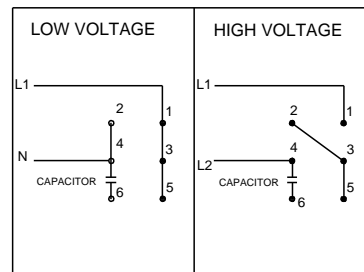 LOW VOLTAGE
L1
2 1
4 3
N
CAPACITOR
6 5
HIGH VOLTAGE
L1
2 1
4 3
L2
CAPACITOR
6 5